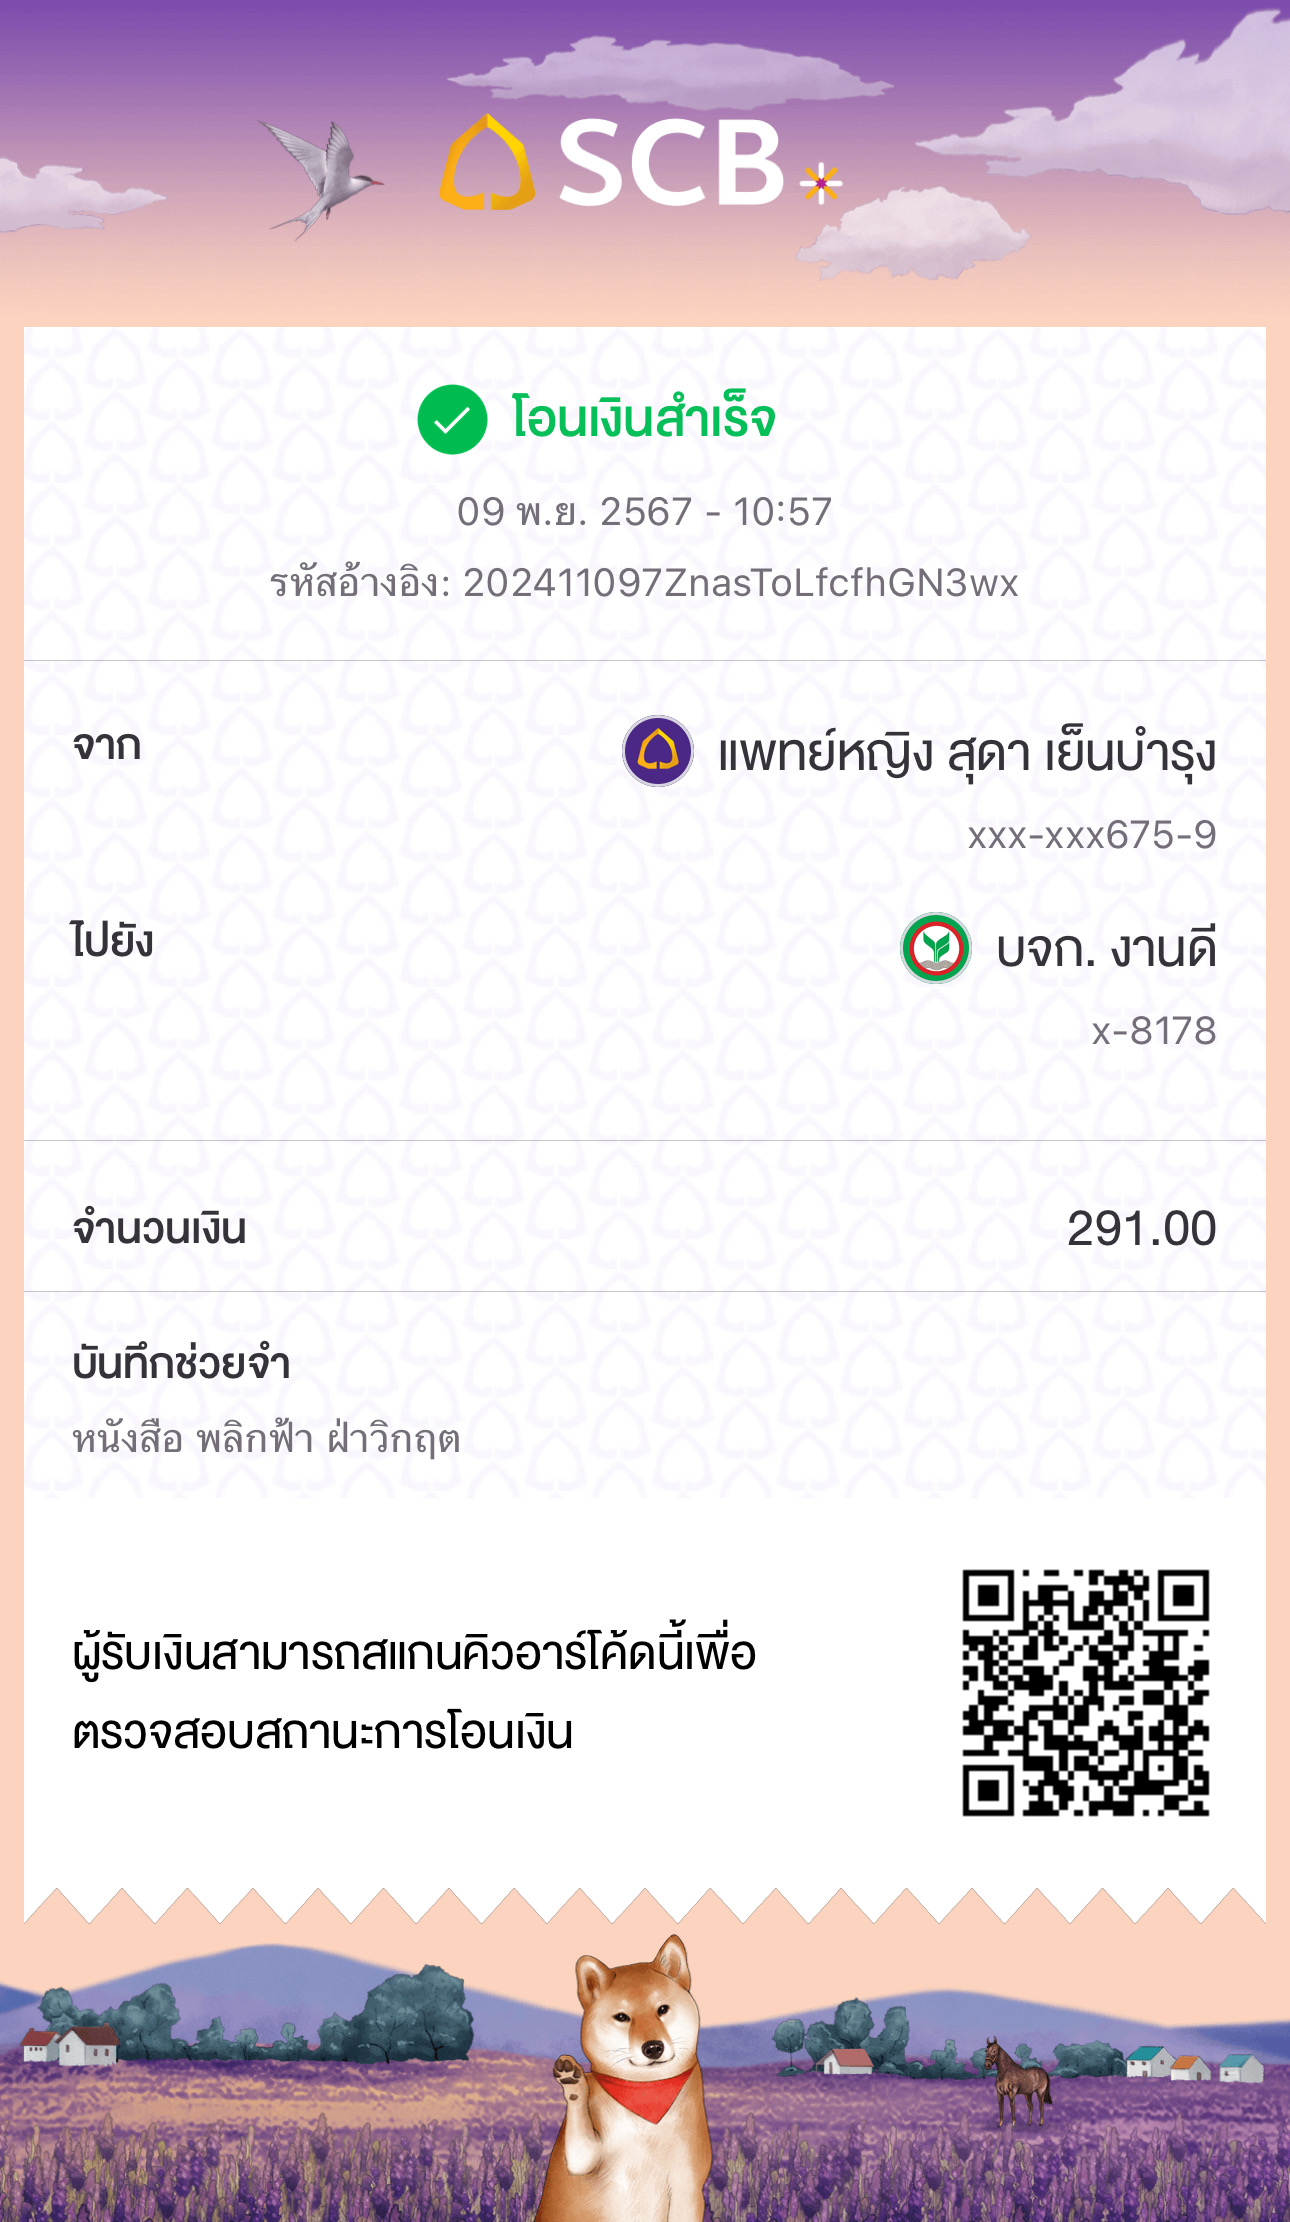 SCB
โอนเงินสำเร็จ
09 พ.ย. 2567 - 10:57
รหัสอ้างอิง: 202411097ZnasToLfcfhGN3wx
จาก
แพทย์หญิง สุดา เย็นบำรุง
xxx-xxx675-9
ไปยัง
บจก. งานดี
x-8178
จำนวนเงิน
291.00
บันทึกช่วยจำ
หนังสือ พลิกฟ้า ฝ่าวิกฤต
ผู้รับเงินสามารถสแกนคิวอาร์โค้ดนี้เพื่อ
ตรวจสอบสถานะการโอนเงิน